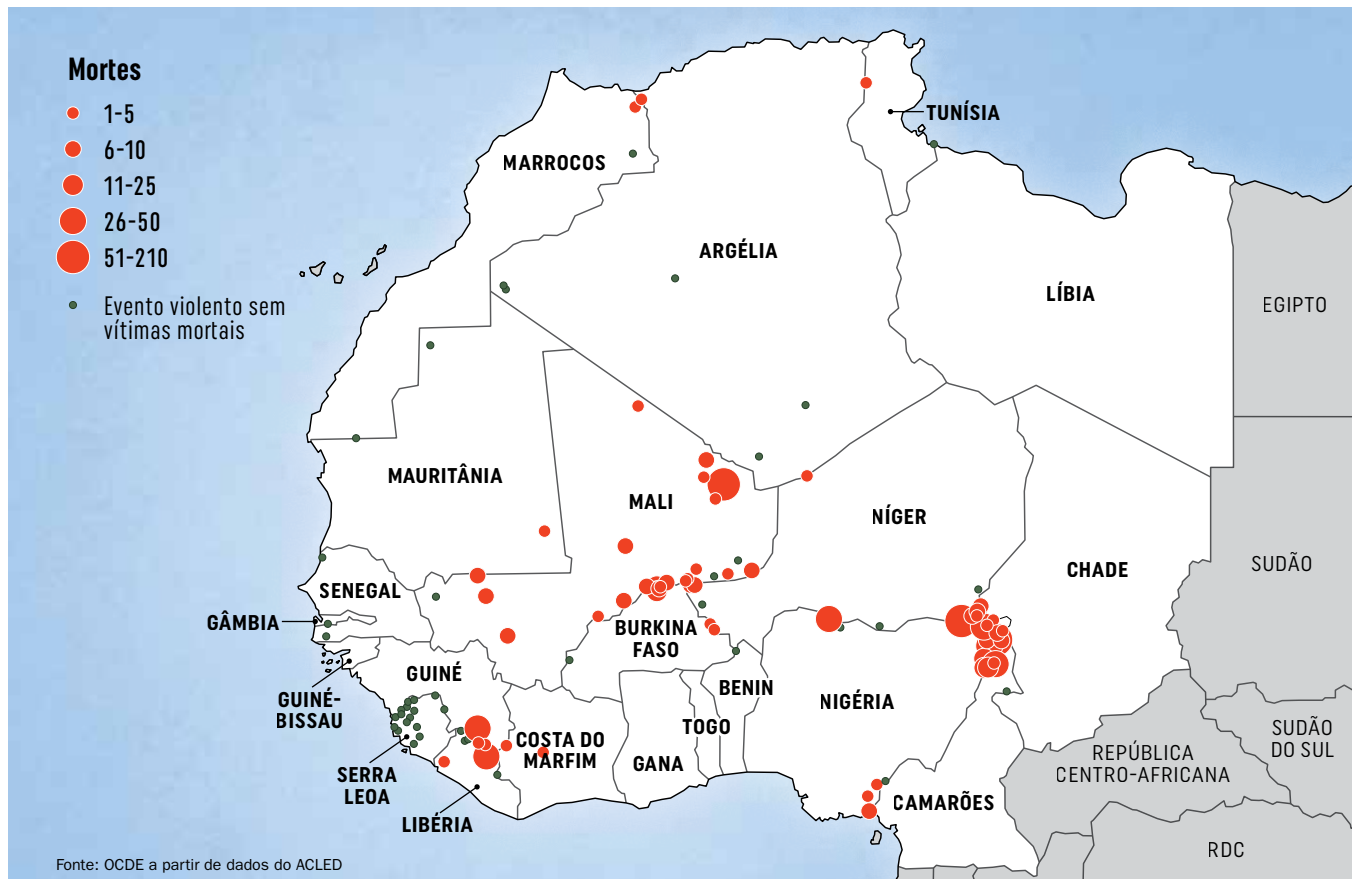 Mortes
1-5
6-10
11-25
26-50
51-210
Evento violento sem
vítimas mortais
TUNÍSIA
MARROCOS
ARGÉLIA
LÍBIA
EGIPTO
MAURITÂNIA
MALI
NÍGER
CHADE
SUDÃO
SENEGAL
GÂMBIA
BURKINA
FASO
GUINÉ
GUINÉ-
BISSAU
BENIN
NIGÉRIA
TOGO
COSTA DO
MARFIM
GANA
SERRA
LEOA
LIBÉRIA
CAMARÕES
REPÚBLICA
CENTRO-AFRICANA
SUDÃO
DO SUL
RDC
Fonte: OCDE a partir de dados do ACLED